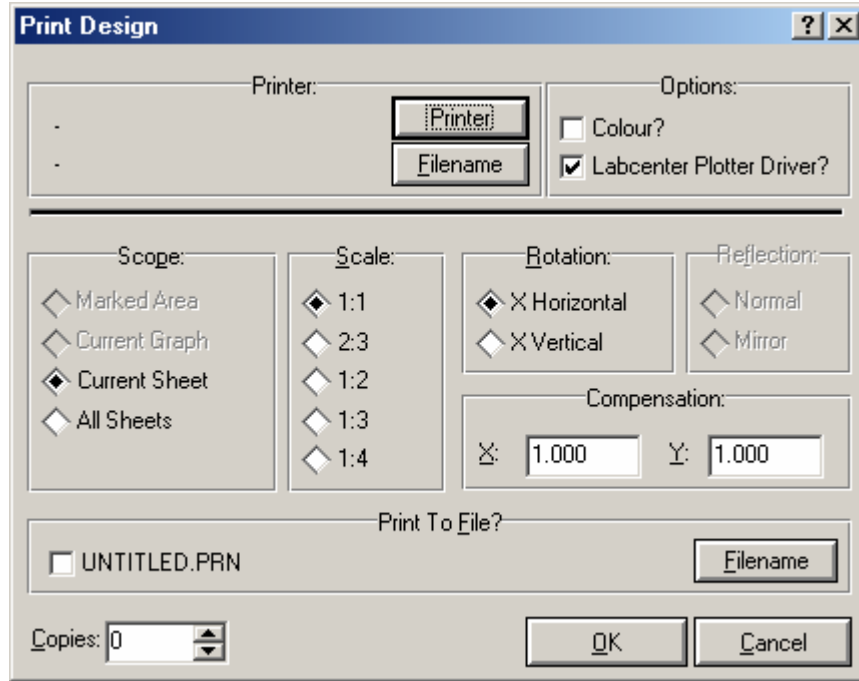 Print Design
Printer:
-
Printer
-
Filename
Options:
Colour?
Labcenter Plotter Driver?
Scope:
Marked Area
Current Graph
Current Sheet
All Sheets
Scale:
1:1
2:3
1:2
1:3
1:4
Rotation:
X Horizontal
X Vertical
Reflection:
Normal
Mirror
Compensation:
X: 1.000 Y: 1.000
Print To File?
UNTITLED.PRN
Filename
Copies: 0
OK
Cancel